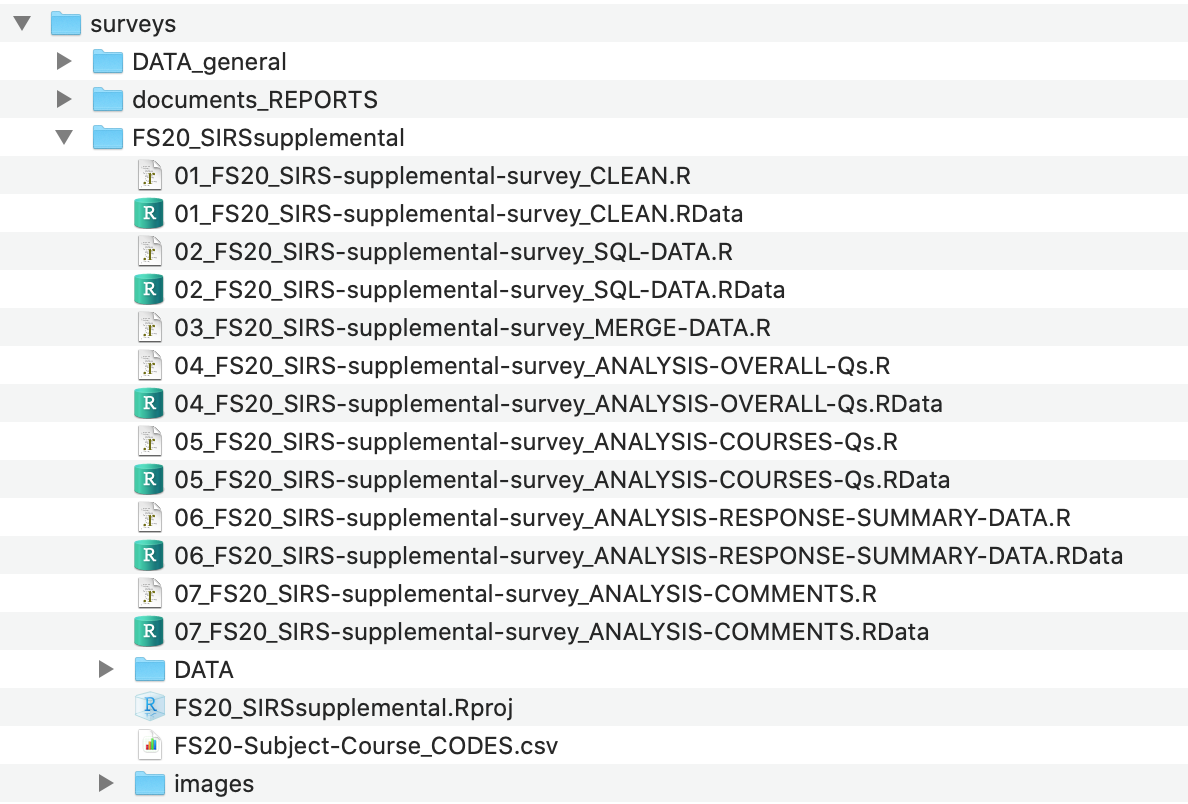 surveys
DATA_general
documents_REPORTS
FS20_SIRSsupplemental
01_FS20_SIRS-supplemental-survey_CLEAN.R
01_FS20_SIRS-supplemental-survey_CLEAN.RData
02_FS20_SIRS-supplemental-survey_SQL-DATA.R
02_FS20_SIRS-supplemental-survey_SQL-DATA.RData
03_FS20_SIRS-supplemental-survey_MERGE-DATA.R
04_FS20_SIRS-supplemental-survey_ANALYSIS-OVERALL-Qs.R
04_FS20_SIRS-supplemental-survey_ANALYSIS-OVERALL-Qs.RData
05_FS20_SIRS-supplemental-survey_ANALYSIS-COURSES-Qs.R
05_FS20_SIRS-supplemental-survey_ANALYSIS-COURSES-Qs.RData
06_FS20_SIRS-supplemental-survey_ANALYSIS-RESPONSE-SUMMARY-DATA.R
06_FS20_SIRS-supplemental-survey_ANALYSIS-RESPONSE-SUMMARY-DATA.RData
07_FS20_SIRS-supplemental-survey_ANALYSIS-COMMENTS.R
07_FS20_SIRS-supplemental-survey_ANALYSIS-COMMENTS.RData
DATA
FS20_SIRSsupplemental.Rproj
FS20-Subject-Course_CODES.csv
images